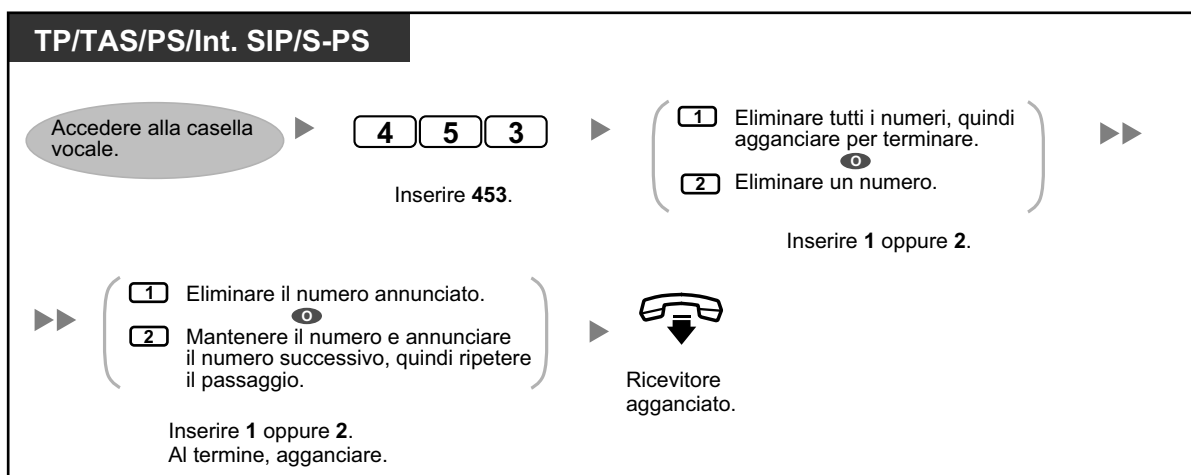 TP/TAS/PS/Int. SIP/S-PS
Accedere alla casella
vocale.
4 5 3
Inserire 453.
1 Eliminare tutti i numeri, quindi
agganciare per terminare.
O
2 Eliminare un numero.
Inserire 1 oppure 2.
1 Eliminare il numero annunciato.
O
2 Mantenere il numero e annunciare
il numero successivo, quindi ripetere
il passaggio.
Inserire 1 oppure 2.
Al termine, agganciare.
Ricevitore
agganciato.